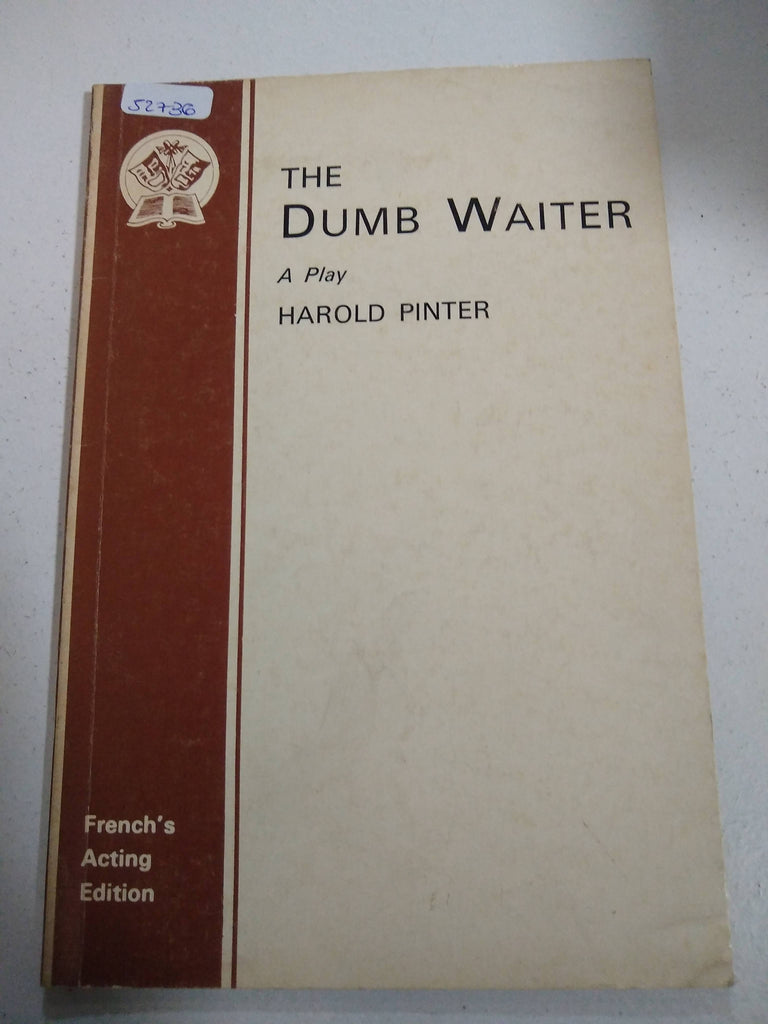 52736
THE
DUMB WAITER
A Play
HAROLD PINTER
French's
Acting
Edition